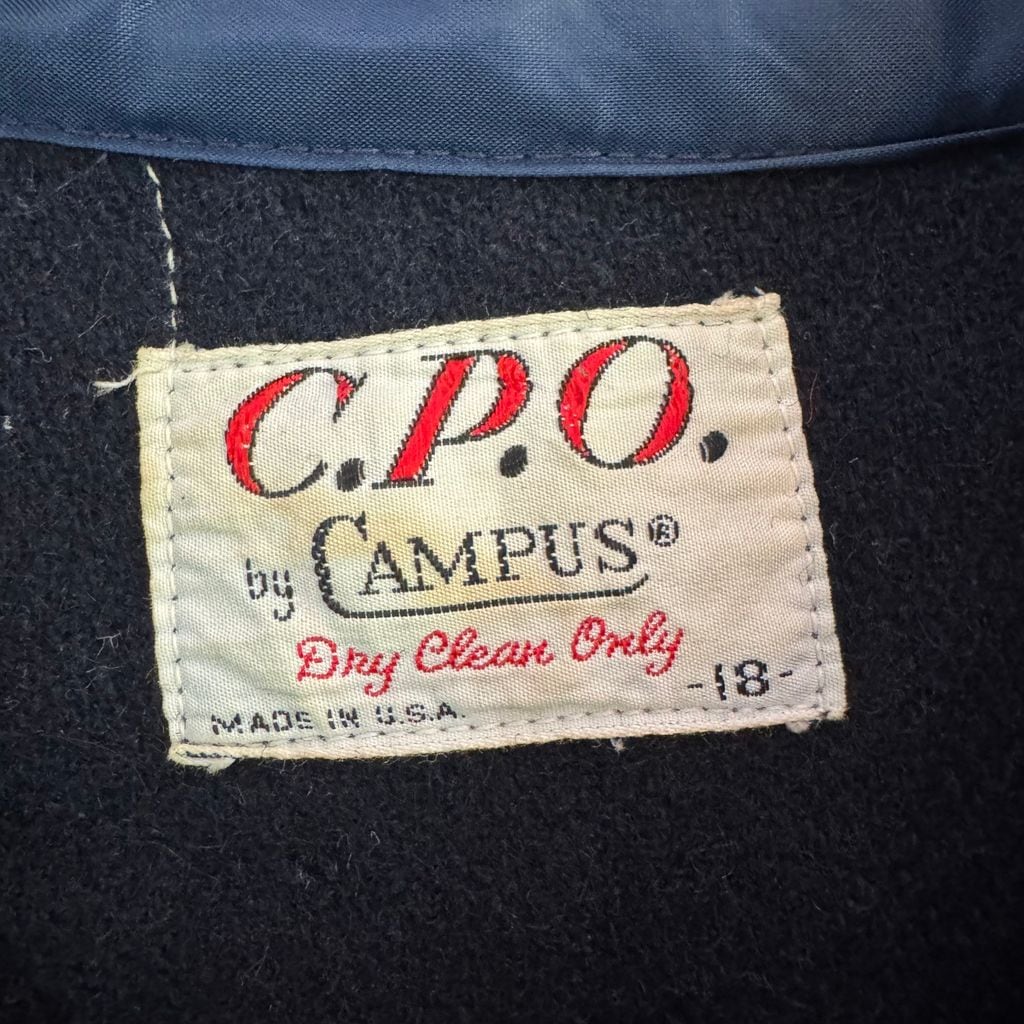 C.P.O.
by CAMPUS®
Dry Clean Only
-18-
MADE IN U.S.A.